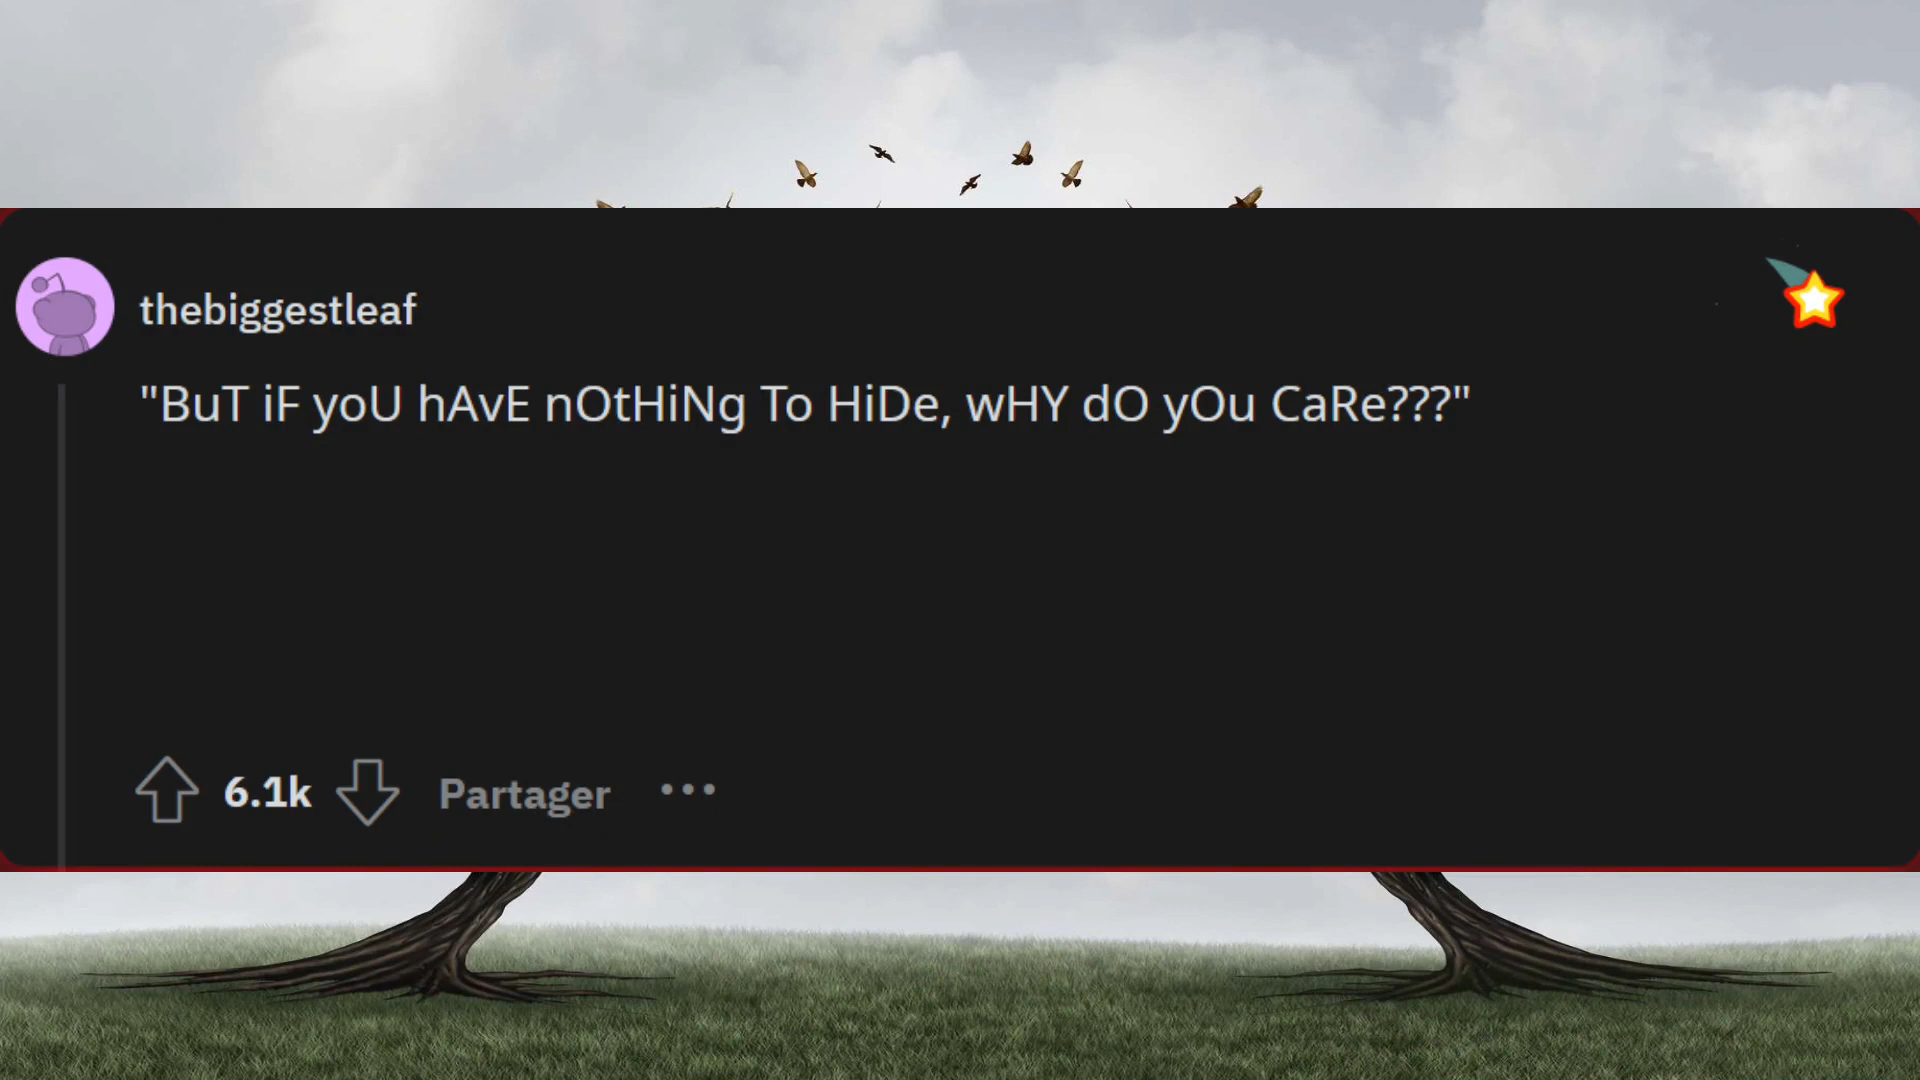 thebiggestleaf
"BuT iF yoU hAvE nOtHiNg To HiDe, wHY dO yOu CaRe???"
6.1k Partager